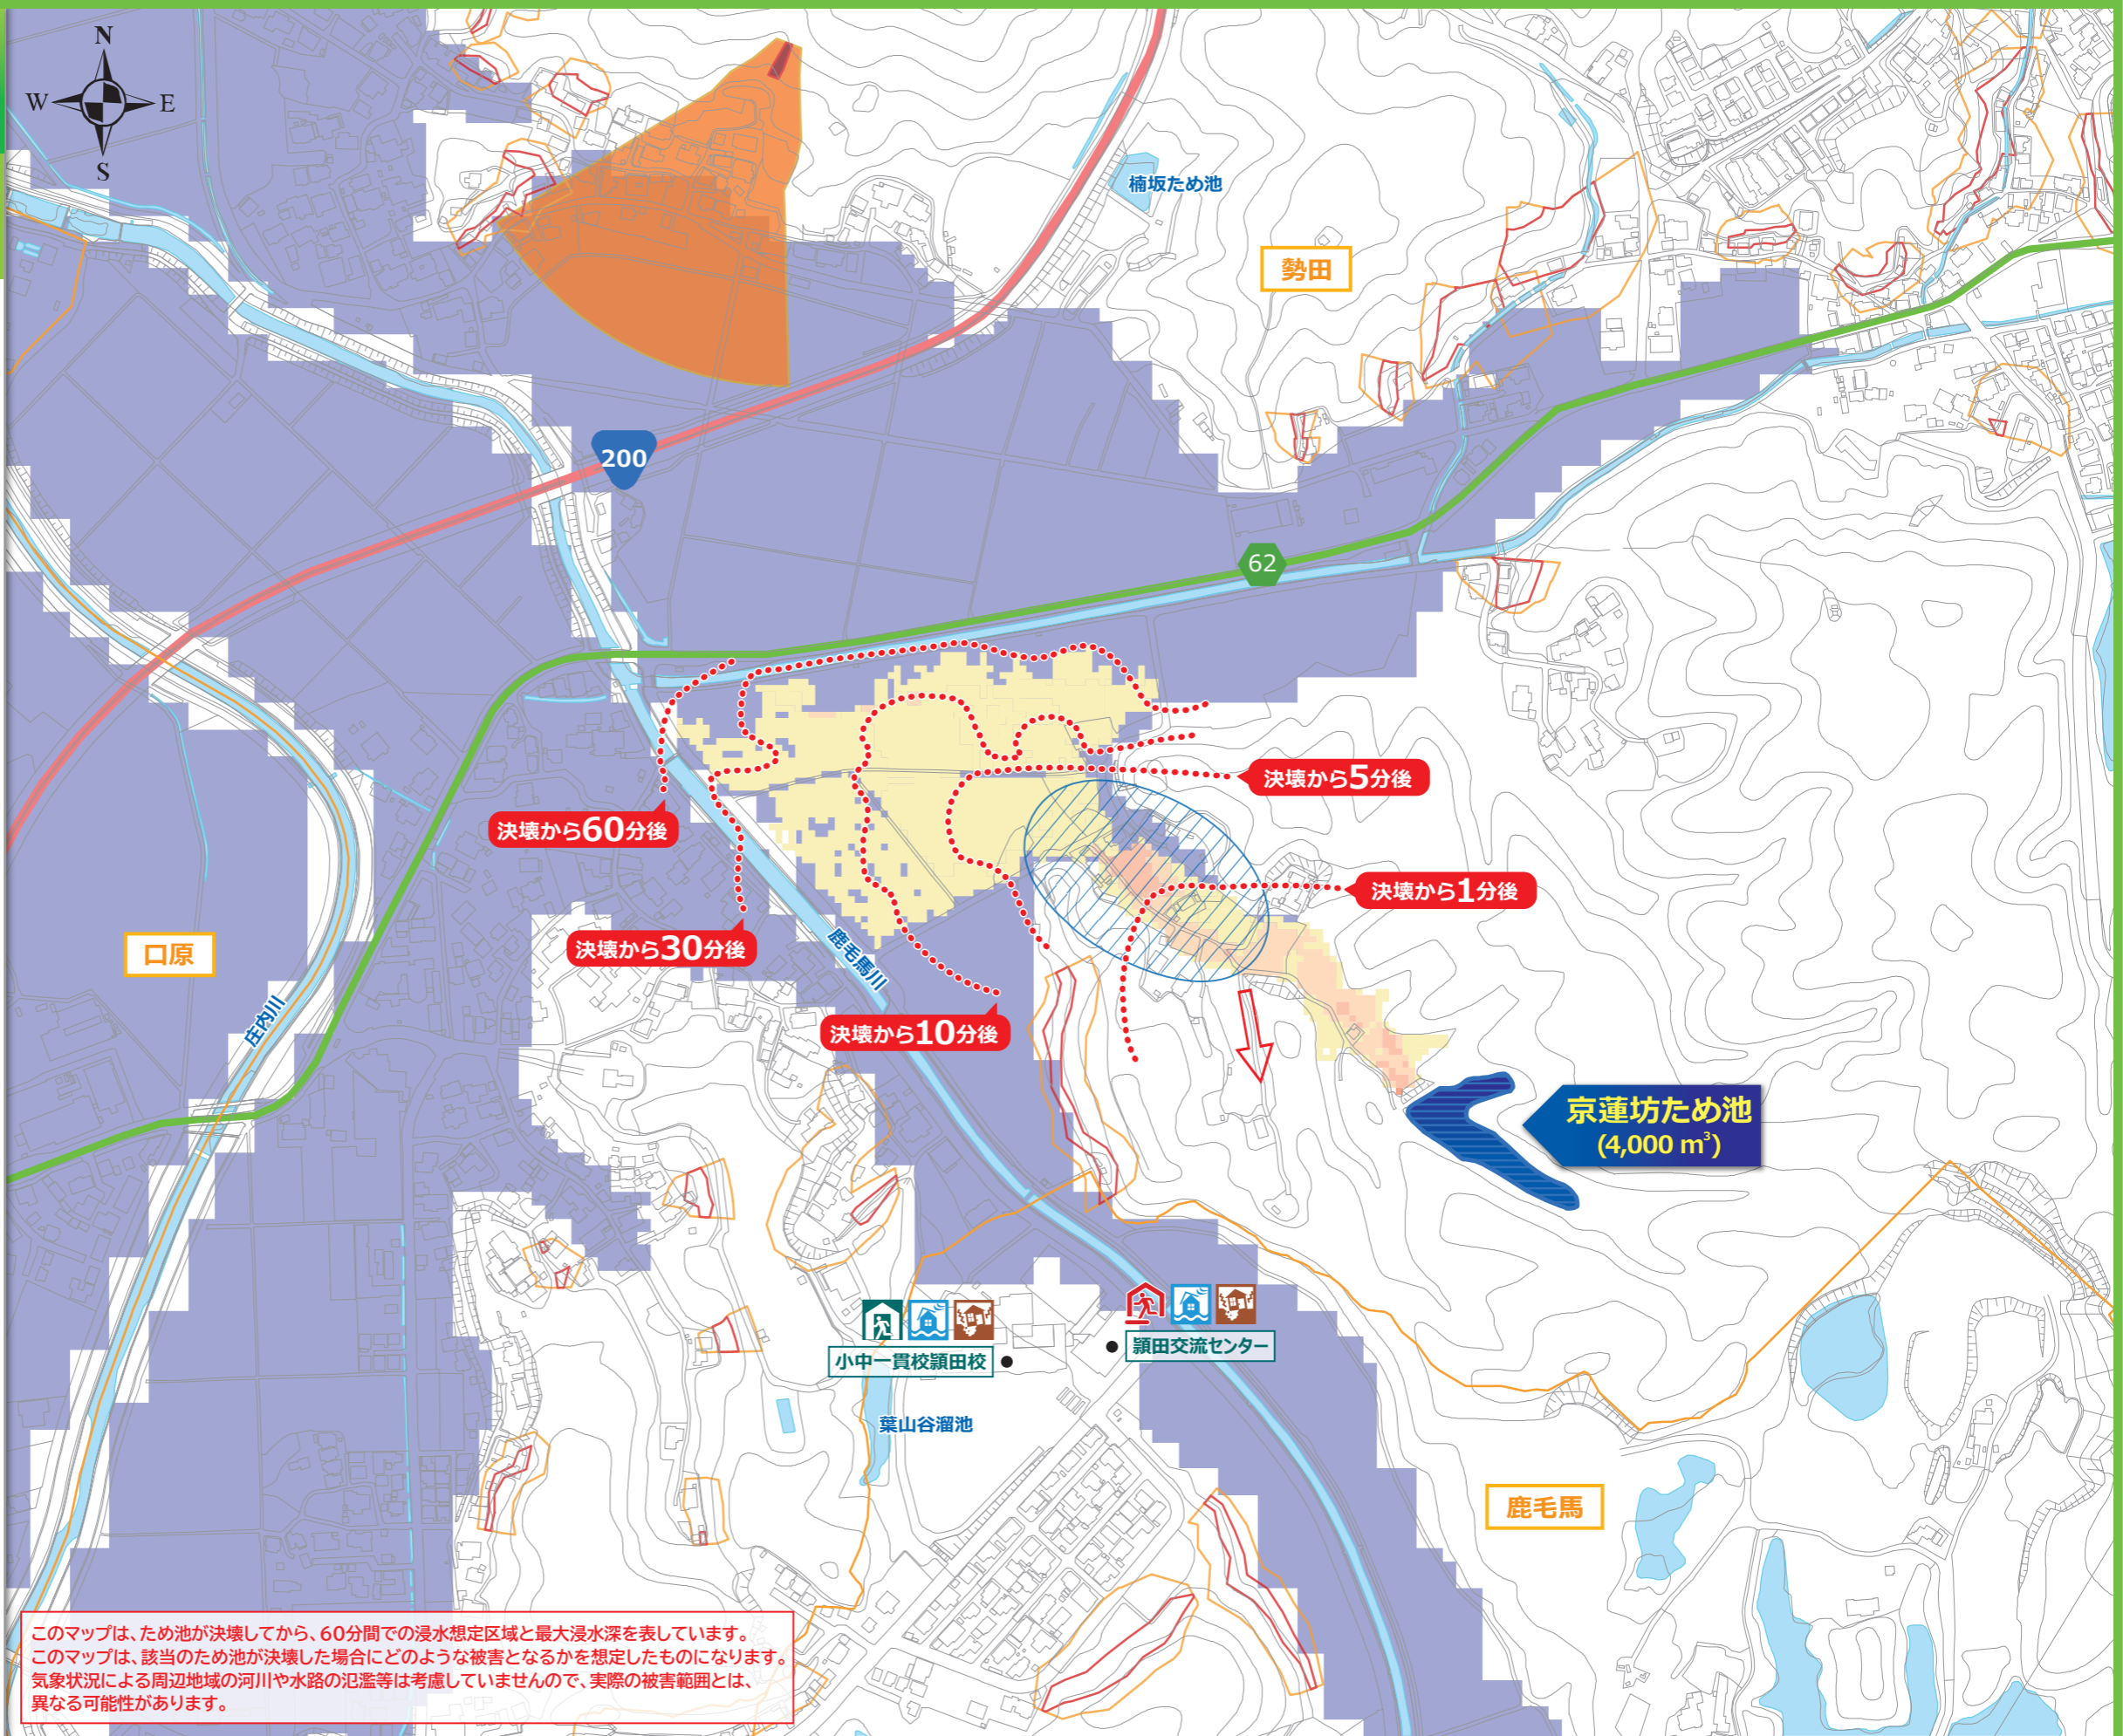 N
W
E
S
楠坂ため池
勢田
200
62
決壊から5分後
決壊から60分後
決壊から1分後
決壊から30分後
口原
鹿毛馬川
庄内川
決壊から10分後
京蓮坊ため池
(4,000 m³)
小中一貫校頴田校
頴田交流センター
葉山谷溜池
鹿毛馬
このマップは、ため池が決壊してから、60分間での浸水想定区域と最大浸水深を表しています。
このマップは、該当のため池が決壊した場合にどのような被害となるかを想定したものになります。
気象状況による周辺地域の河川や水路の氾濫等は考慮していませんので、実際の被害範囲とは、
異なる可能性があります。